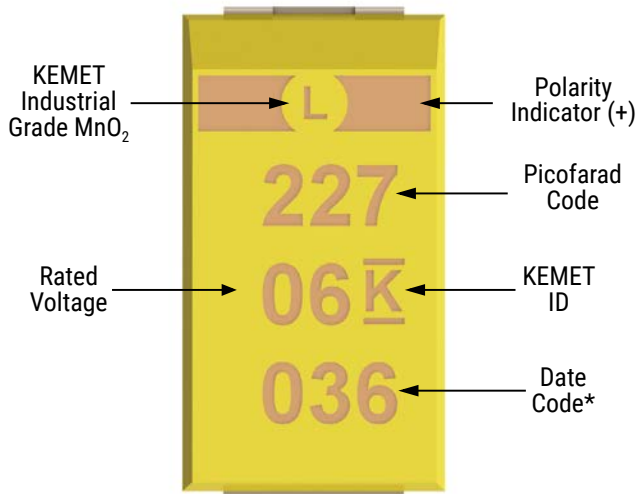 KEMET
Industrial
Grade MnO₂
L
Polarity
Indicator (+)
227
Picofarad
Code
Rated
Voltage
06 K
KEMET
ID
036
Date
Code*